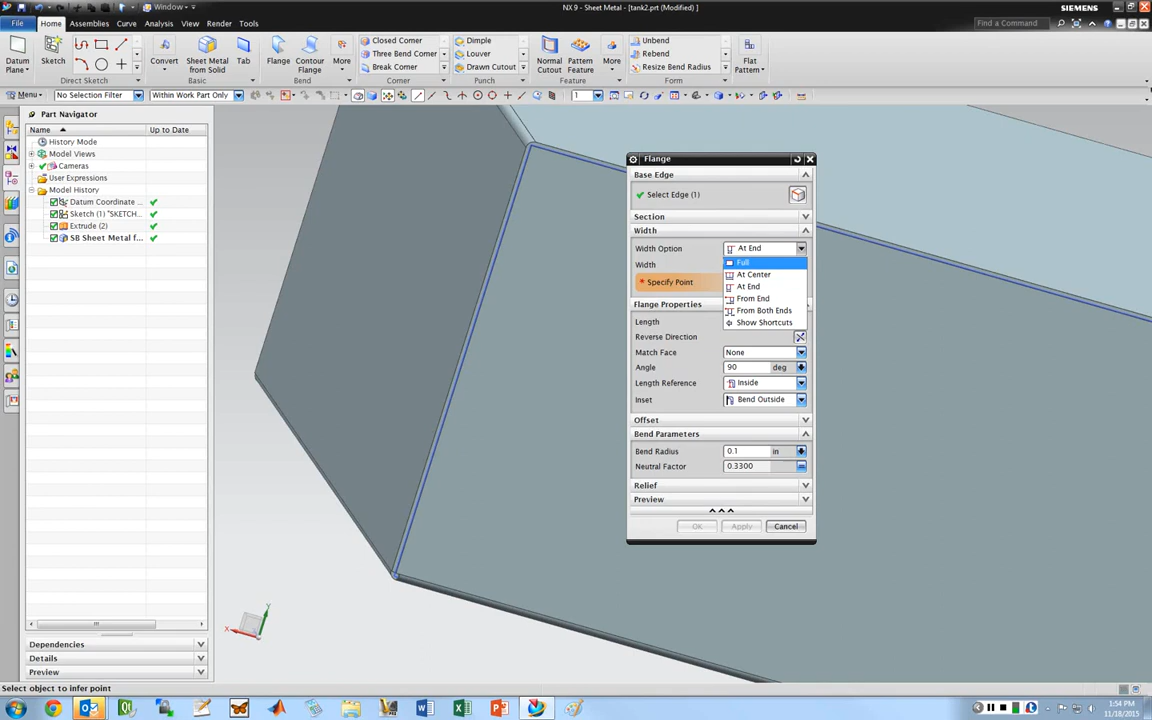 Window
NX 9 - Sheet Metal - [tank2.prt (Modified) ]
SIEMENS
File
Home
Assemblies
Curve
Analysis
View
Render
Tools
Find a Command
Datum
Plane
Sketch
Direct Sketch
Convert
Sheet Metal
from Solid
Tab
Basic
Flange
Contour
Flange
More
Bend
Closed Corner
Three Bend Corner
Break Corner
Corner
Dimple
Louver
Drawn Cutout
Punch
Normal
Cutout
Pattern
Feature
More
Feature
Unbend
Rebend
Resize Bend Radius
Form
Flat
Pattern
Menu
No Selection Filter
Within Work Part Only
1
Part Navigator
Name
Up to Date
History Mode
Model Views
Cameras
User Expressions
Model History
Datum Coordinate ...
Sketch (1) "SKETCH...
Extrude (2)
SB Sheet Metal f...
Dependencies
Details
Preview
Flange
Base Edge
Select Edge (1)
Section
Width
Width Option
At End
Full
At Center
At End
From End
From Both Ends
Show Shortcuts
Width
* Specify Point
Flange Properties
Length
Reverse Direction
Match Face
None
Angle
90
deg
Length Reference
Inside
Inset
Bend Outside
Offset
Bend Parameters
Bend Radius
0.1
in
Neutral Factor
0.3300
Relief
Preview
OK
Apply
Cancel
X
Y
Select object to infer point
1:54 PM
11/18/2015